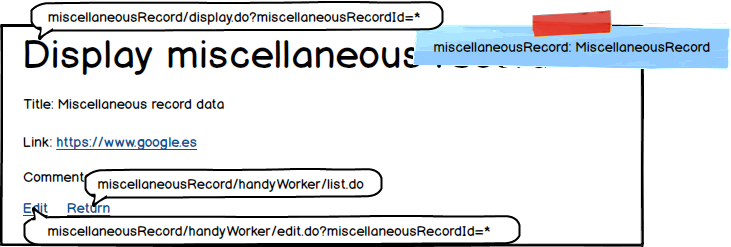 miscellaneousRecord/display.do?miscellaneousRecordId=*
miscellaneousRecord: MiscellaneousRecord
Display miscellaneous record
Title: Miscellaneous record data
Link: https://www.google.es
Comment
miscellaneousRecord/handyWorker/list.do
Edit Return
miscellaneousRecord/handyWorker/edit.do?miscellaneousRecordId=*